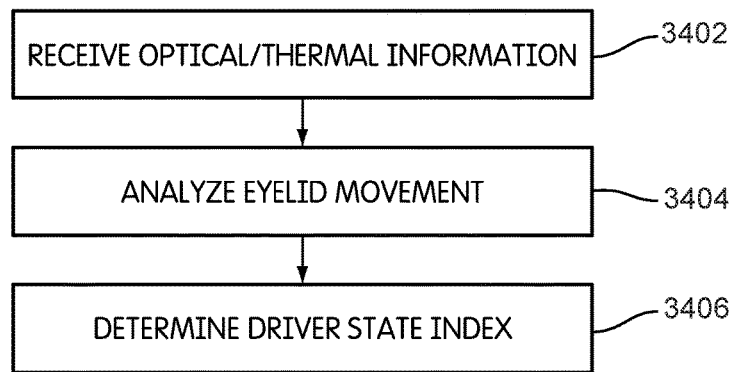 RECEIVE OPTICAL/THERMAL INFORMATION
3402
ANALYZE EYELID MOVEMENT
3404
DETERMINE DRIVER STATE INDEX
3406